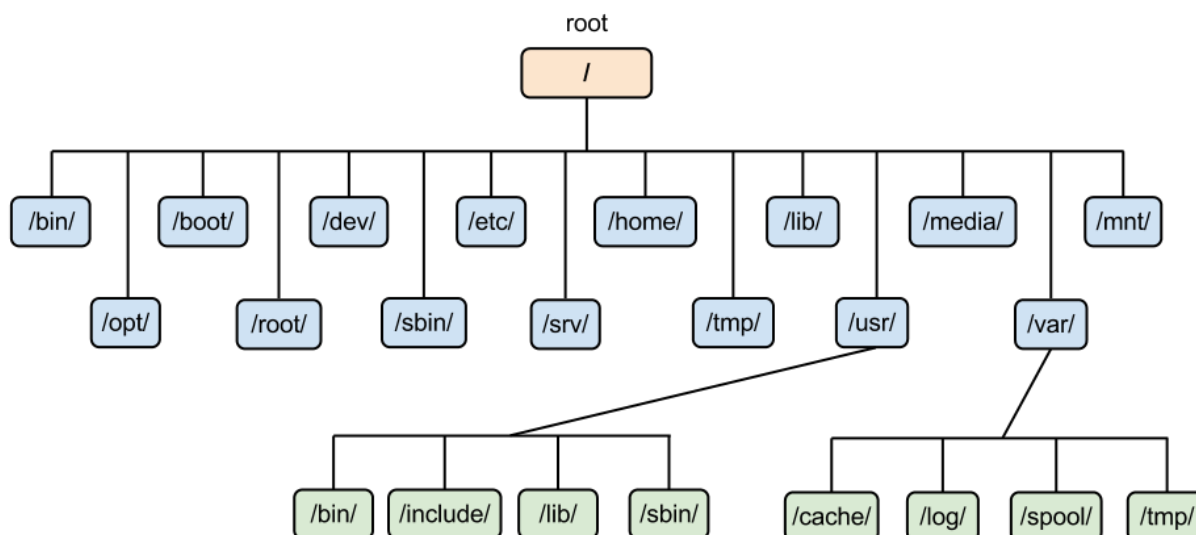 root
/
/bin/ /boot/ /dev/ /etc/ /home/ /lib/ /media/ /mnt/
/opt/ /root/ /sbin/ /srv/ /tmp/ /usr/ /var/
/bin/ /include/ /lib/ /sbin/ /cache/ /log/ /spool/ /tmp/